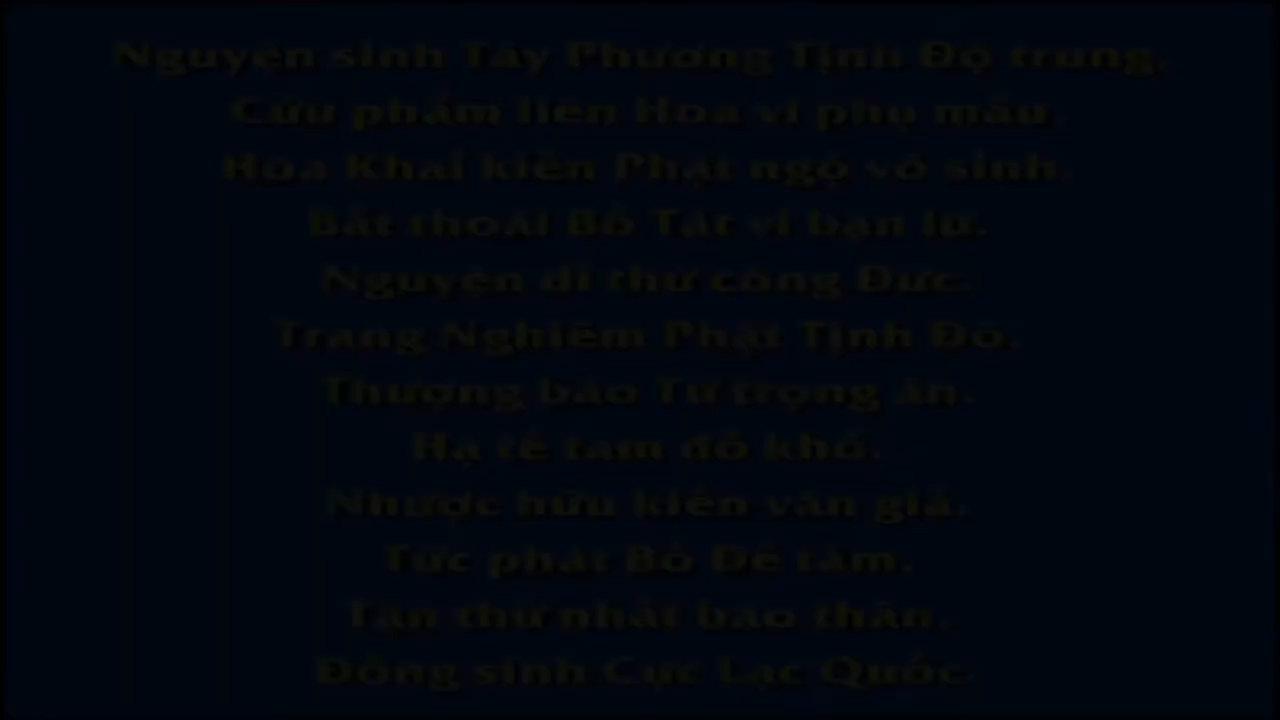 Nguyện sinh Tây Phương Tịnh Độ trung.
Cửu phẩm liên Hoa vi phụ mẫu.
Hoa Khai kiến Phật ngộ vô sinh.
Bất thoái Bồ Tát vi bạn lữ.
Nguyện dĩ thử công Đức.
Trang Nghiêm Phật Tịnh Độ.
Thượng báo Tứ trọng ân.
Hạ tế tam đồ khổ.
Nhược hữu kiến văn giả.
Tức phát Bồ Đề tâm.
Tận thử nhất báo thân.
Đồng sinh Cực Lạc Quốc.